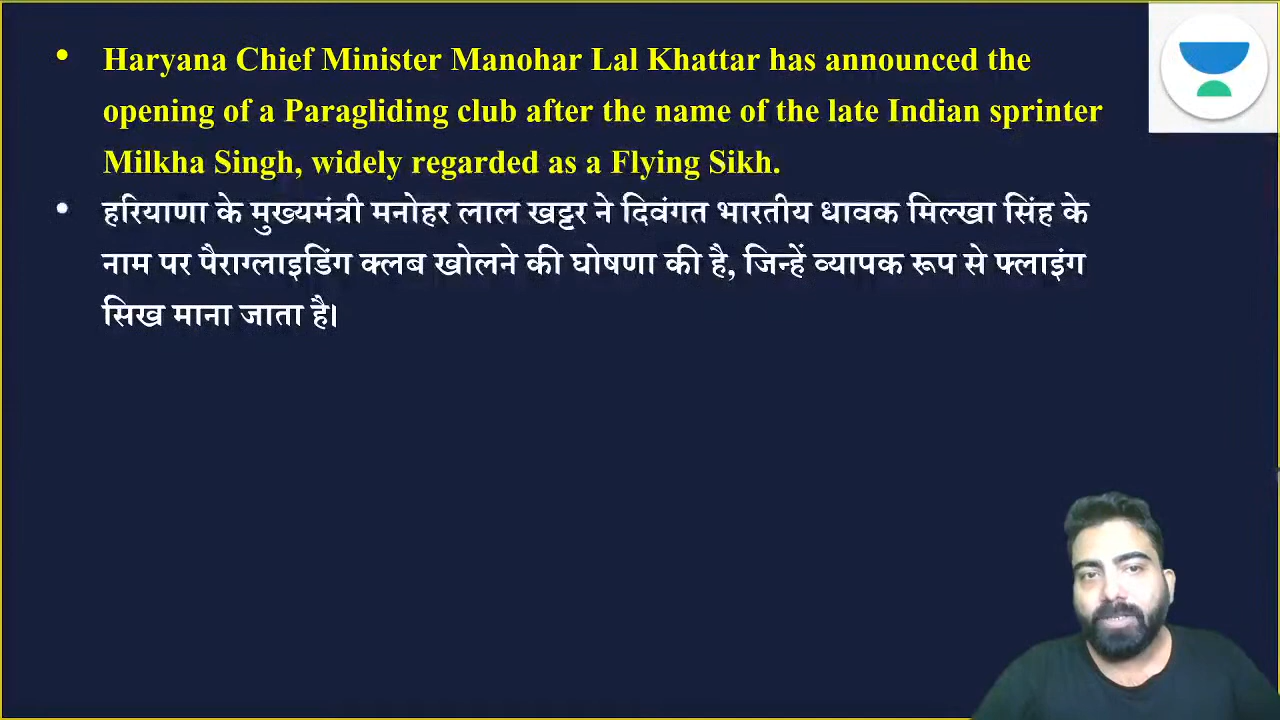 • Haryana Chief Minister Manohar Lal Khattar has announced the
opening of a Paragliding club after the name of the late Indian sprinter
Milkha Singh, widely regarded as a Flying Sikh.
• हरियाणा के मुख्यमंत्री मनोहर लाल खट्टर ने दिवंगत भारतीय धावक मिल्खा सिंह के
नाम पर पैराग्लाइडिंग क्लब खोलने की घोषणा की है, जिन्हें व्यापक रूप से फ्लाइंग
सिख माना जाता है।